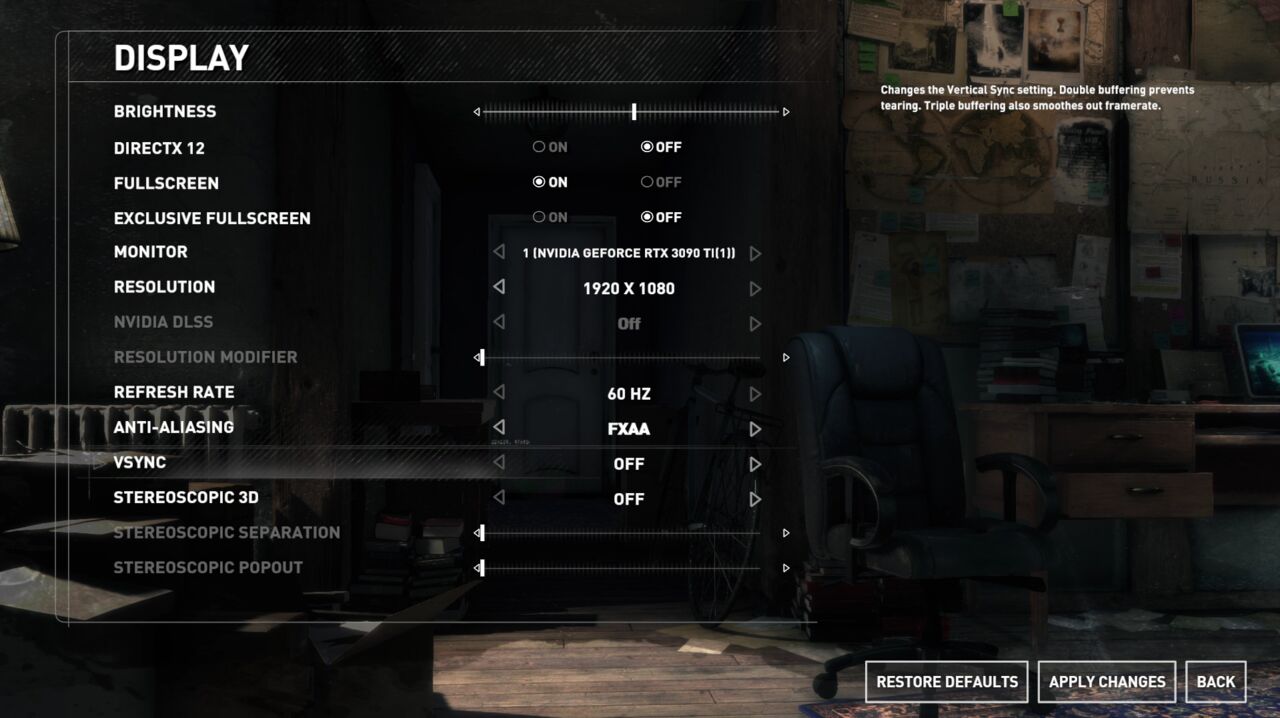 DISPLAY
Changes the Vertical Sync setting. Double buffering prevents
tearing. Triple buffering also smoothes out framerate.
BRIGHTNESS
DIRECTX 12 ON OFF
FULLSCREEN ON OFF
EXCLUSIVE FULLSCREEN ON OFF
MONITOR 1 (NVIDIA GEFORCE RTX 3090 TI(1))
RESOLUTION 1920 X 1080
NVIDIA DLSS Off
RESOLUTION MODIFIER
REFRESH RATE 60 HZ
ANTI-ALIASING FXAA
VSYNC OFF
STEREOSCOPIC 3D OFF
STEREOSCOPIC SEPARATION
STEREOSCOPIC POPOUT
RUSSIA
RESTORE DEFAULTS APPLY CHANGES BACK